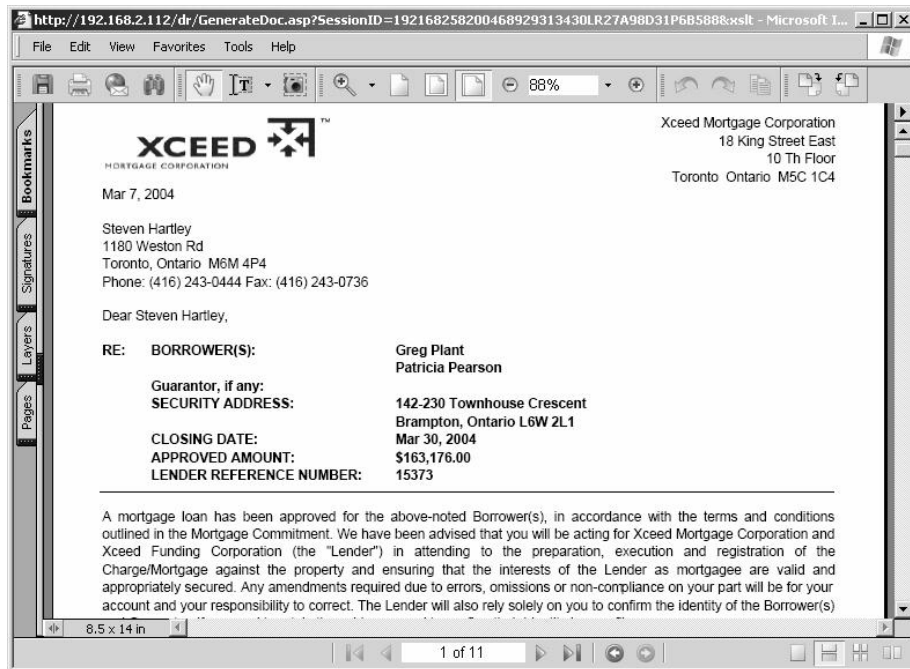 http://192.168.2.112/dr/GenerateDoc.asp?SessionID=192168258200468929313430LR27A98D31P6B588&xslt - Microsoft I...
File Edit View Favorites Tools Help
88%
Bookmarks
Signatures
Layers
Pages
XCEED ™
MORTGAGE CORPORATION
Xceed Mortgage Corporation
18 King Street East
10 Th Floor
Toronto Ontario M5C 1C4
Mar 7, 2004
Steven Hartley
1180 Weston Rd
Toronto, Ontario M6M 4P4
Phone: (416) 243-0444 Fax: (416) 243-0736
Dear Steven Hartley,
RE: BORROWER(S): Greg Plant
Patricia Pearson
Guarantor, if any:
SECURITY ADDRESS: 142-230 Townhouse Crescent
Brampton, Ontario L6W 2L1
CLOSING DATE: Mar 30, 2004
APPROVED AMOUNT: $163,176.00
LENDER REFERENCE NUMBER: 15373
A mortgage loan has been approved for the above-noted Borrower(s), in accordance with the terms and conditions
outlined in the Mortgage Commitment. We have been advised that you will be acting for Xceed Mortgage Corporation and
Xceed Funding Corporation (the "Lender") in attending to the preparation, execution and registration of the
Charge/Mortgage against the property and ensuring that the interests of the Lender as mortgagee are valid and
appropriately secured. Any amendments required due to errors, omissions or non-compliance on your part will be for your
account and your responsibility to correct. The Lender will also rely solely on you to confirm the identity of the Borrower(s)
8.5 x 14 in
1 of 11